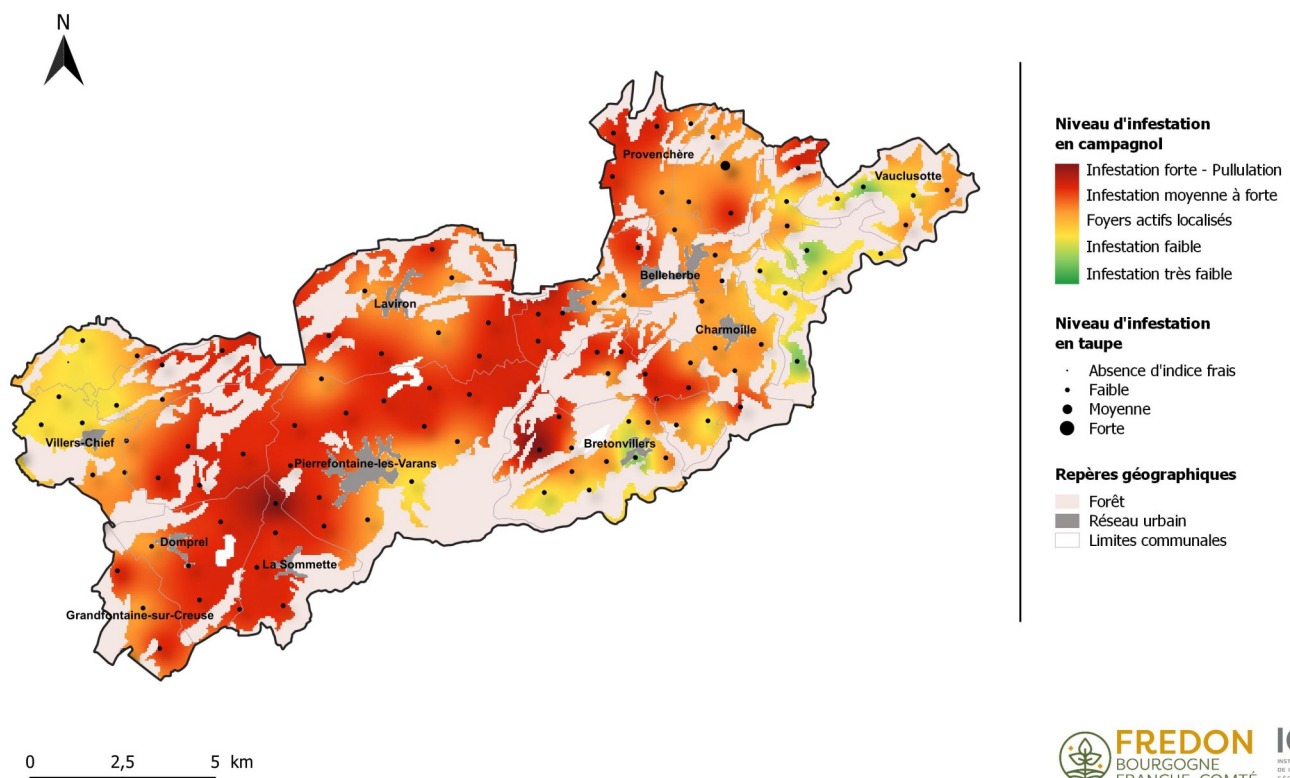 N
Provenchère
Vauclusotte
Belleherbe
Laviron
Charmoille
Villers-Chief
Bretonvillers
Pierrefontaine-les-Varans
Domprel
La Sommette
Grandfontaine-sur-Creuse
0 2,5 5 km
Niveau d'infestation
en campagnol
Infestation forte - Pullulation
Infestation moyenne à forte
Foyers actifs localisés
Infestation faible
Infestation très faible
Niveau d'infestation
en taupe
Absence d'indice frais
Faible
Moyenne
Forte
Repères géographiques
Forêt
Réseau urbain
Limites communales
FREDON
BOURGOGNE
FRANCHE-COMTÉ